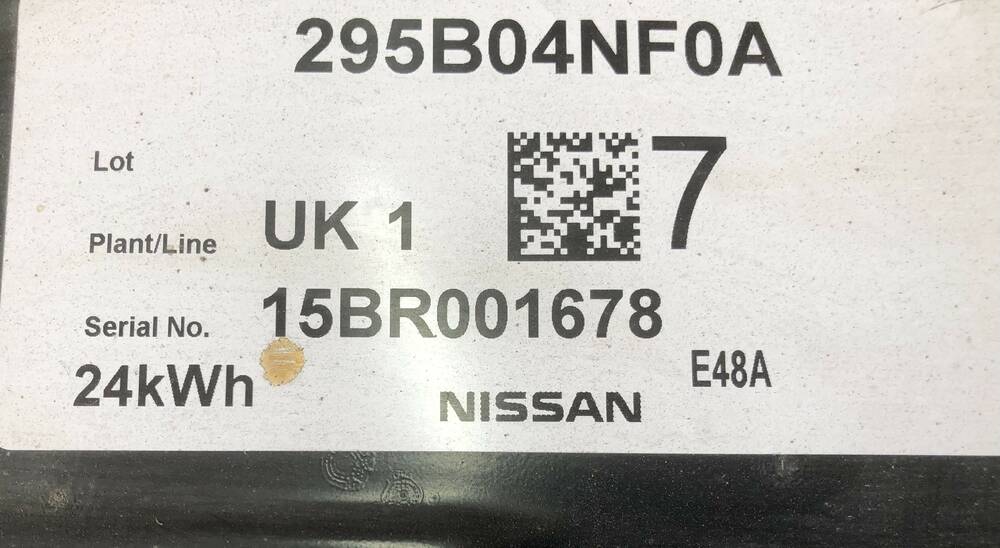 295B04NF0A
Lot
7
Plant/Line UK 1
Serial No. 15BR001678
24kWh
E48A
NISSAN